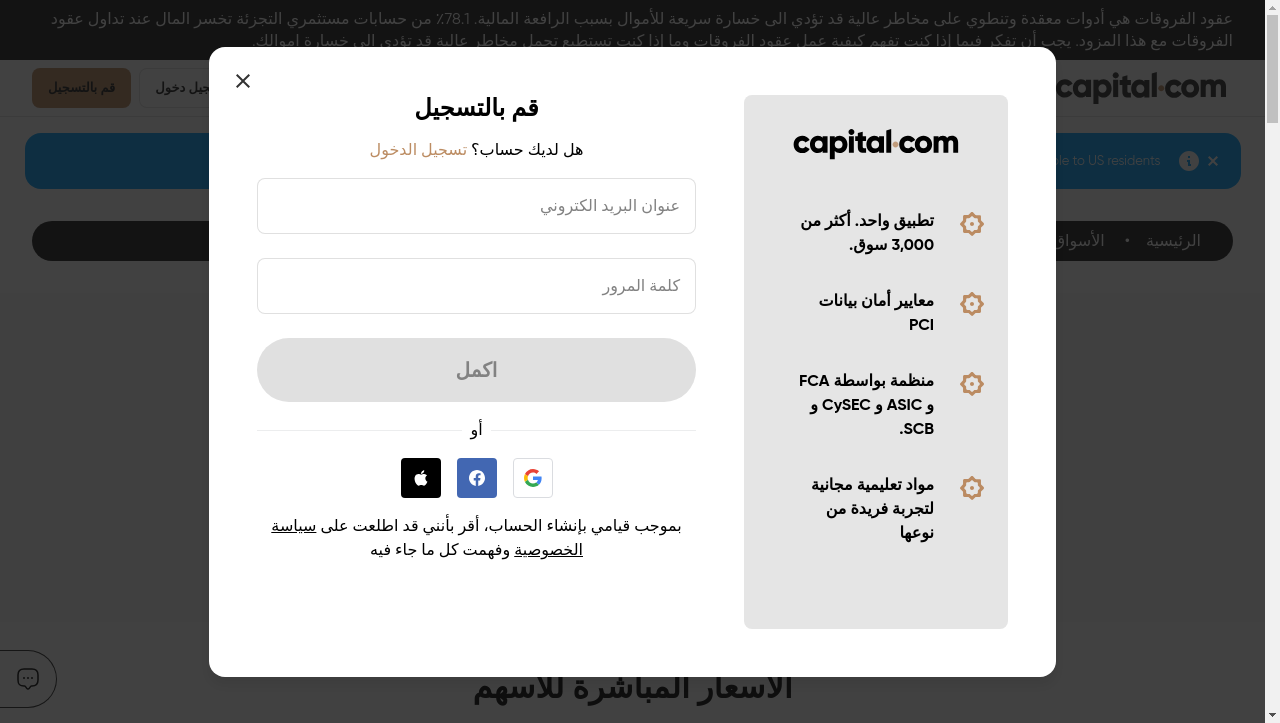 عقود الفروقات هي أدوات معقدة وتنطوي على مخاطر عالية قد تؤدي الى خسارة سريعة للأموال بسبب الرافعة المالية. 78.1٪ من حسابات مستثمري التجزئة تخسر المال عند تداول عقود
الفروقات مع هذا المزود. يجب أن تفكر فيما إذا كنت تفهم كيفية عمل عقود الفروقات وما إذا كنت تستطيع تحمل مخاطر عالية قد تؤدي الى خسارة اموالك.
capital.com
دخول
قم بالتسجيل
to US residents
الرئيسية • الأسواق
capital.com
تطبيق واحد. أكثر من
3,000 سوق.
معايير أمان بيانات
PCI
منظمة بواسطة FCA
و ASIC و CySEC و
SCB.
مواد تعليمية مجانية
لتجربة فريدة من
نوعها
قم بالتسجيل
هل لديك حساب؟ تسجيل الدخول
عنوان البريد الكتروني
كلمة المرور
اكمل
أو
بموجب قيامي بإنشاء الحساب، أقر بأنني قد اطلعت على سياسة
الخصوصية وفهمت كل ما جاء فيه
الأسعار المباشرة للأسهم